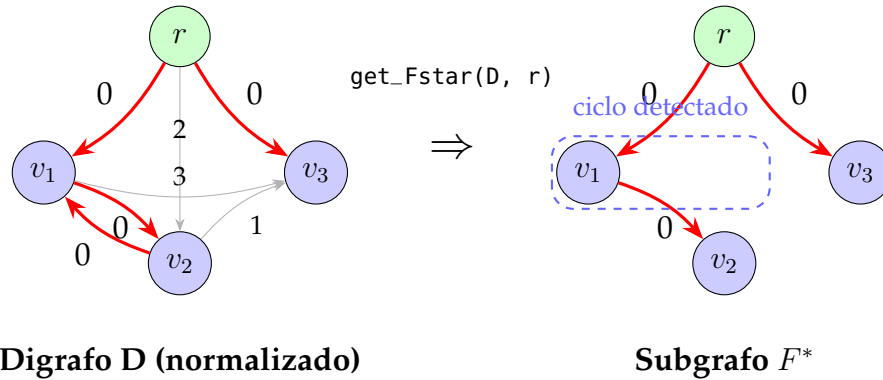 r
0
0
2
3
v₁
v₃
0
0
1
v₂
Digrafo D (normalizado)
get_Fstar(D, r)
⇒
r
0
0
ciclo detectado
v₁
v₃
0
v₂
Subgrafo F*